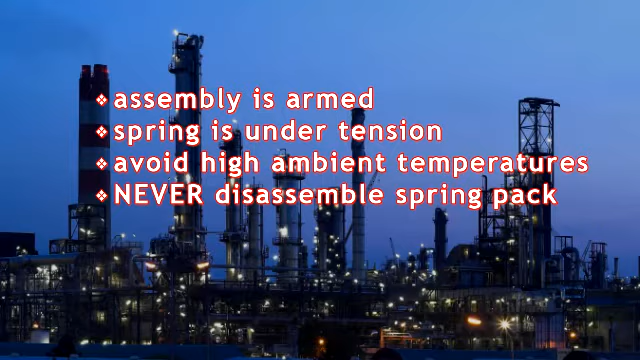 ❖assembly is armed
❖spring is under tension
❖avoid high ambient temperatures
❖NEVER disassemble spring pack